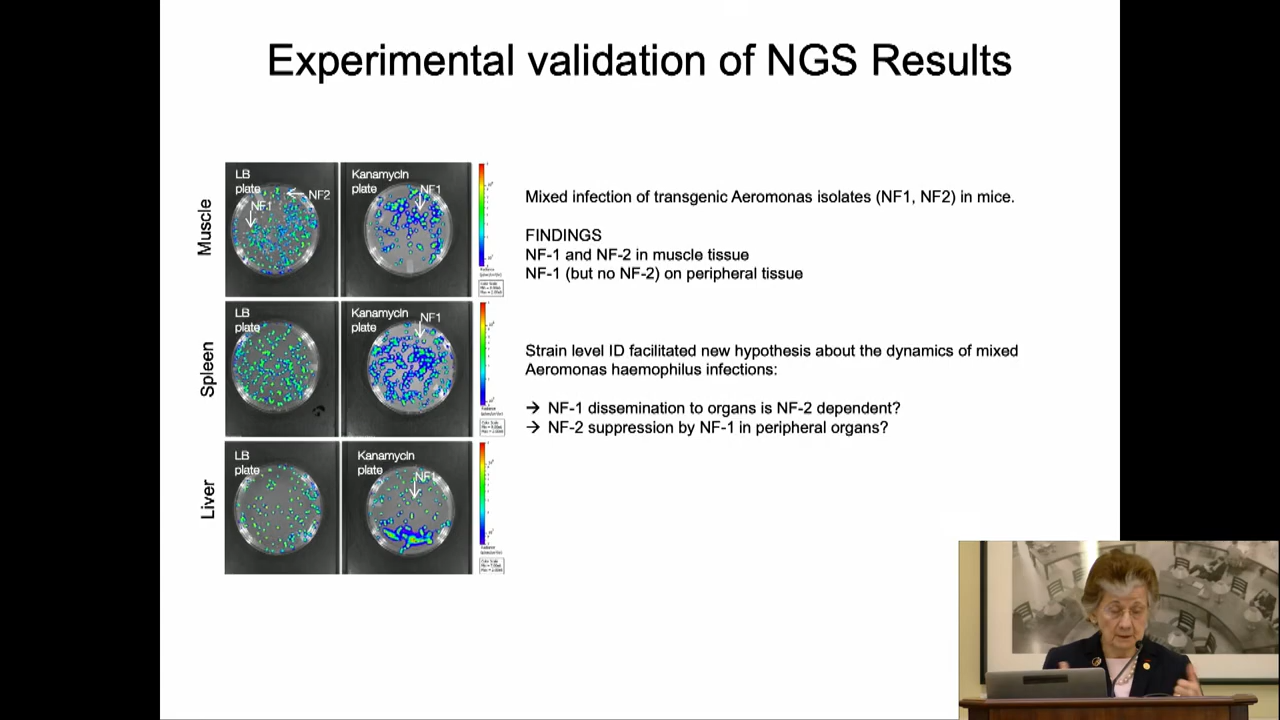 Experimental validation of NGS Results
LB
plate
NF1
NF2
Kanamycin
plate
NF1
Muscle
Mixed infection of transgenic Aeromonas isolates (NF1, NF2) in mice.
FINDINGS
NF-1 and NF-2 in muscle tissue
NF-1 (but no NF-2) on peripheral tissue
LB
plate
Kanamycin
plate
NF1
Spleen
Strain level ID facilitated new hypothesis about the dynamics of mixed
Aeromonas haemophilus infections:
→ NF-1 dissemination to organs is NF-2 dependent?
→ NF-2 suppression by NF-1 in peripheral organs?
LB
plate
Kanamycin
plate
NF1
Liver